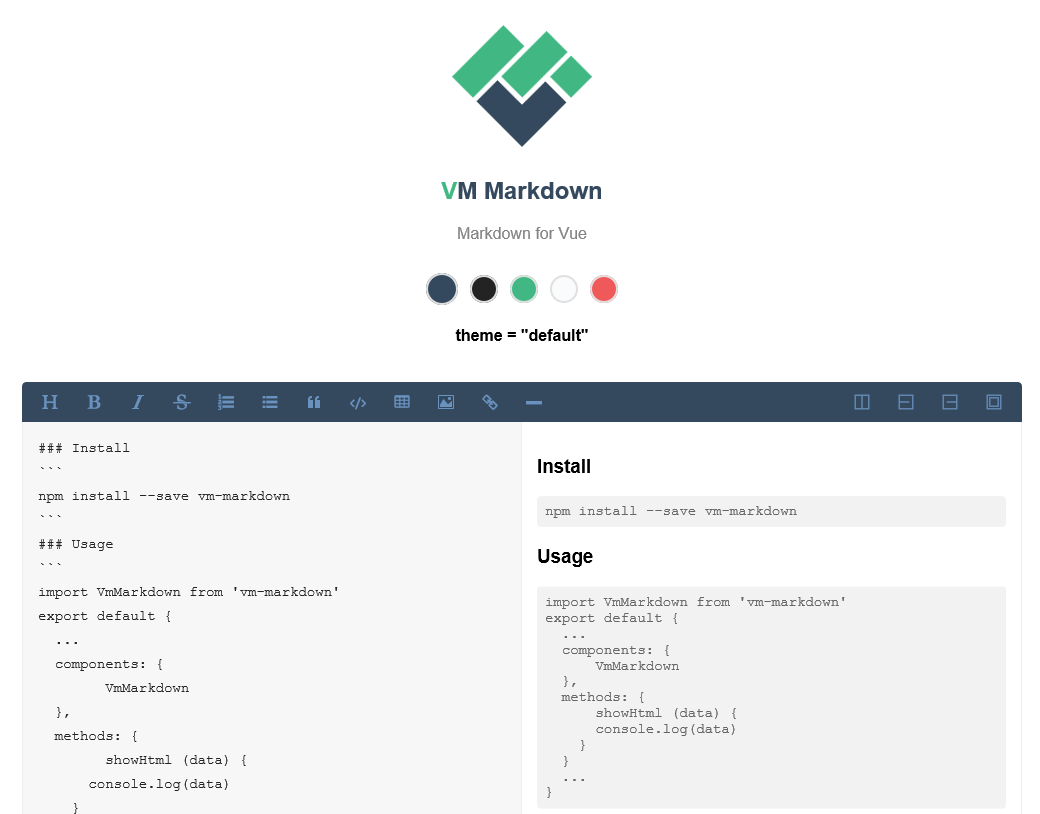 VM Markdown
Markdown for Vue
theme = "default"
H B I S
### Install
```
npm install --save vm-markdown
```
### Usage
```
import VmMarkdown from 'vm-markdown'
export default {
  ...
  components: {
        VmMarkdown
  },
  methods: {
        showHtml (data) {
      console.log(data)
    }
Install
npm install --save vm-markdown
Usage
import VmMarkdown from 'vm-markdown'
export default {
  ...
  components: {
      VmMarkdown
  },
  methods: {
      showHtml (data) {
      console.log(data)
    }
  }
  ...
}